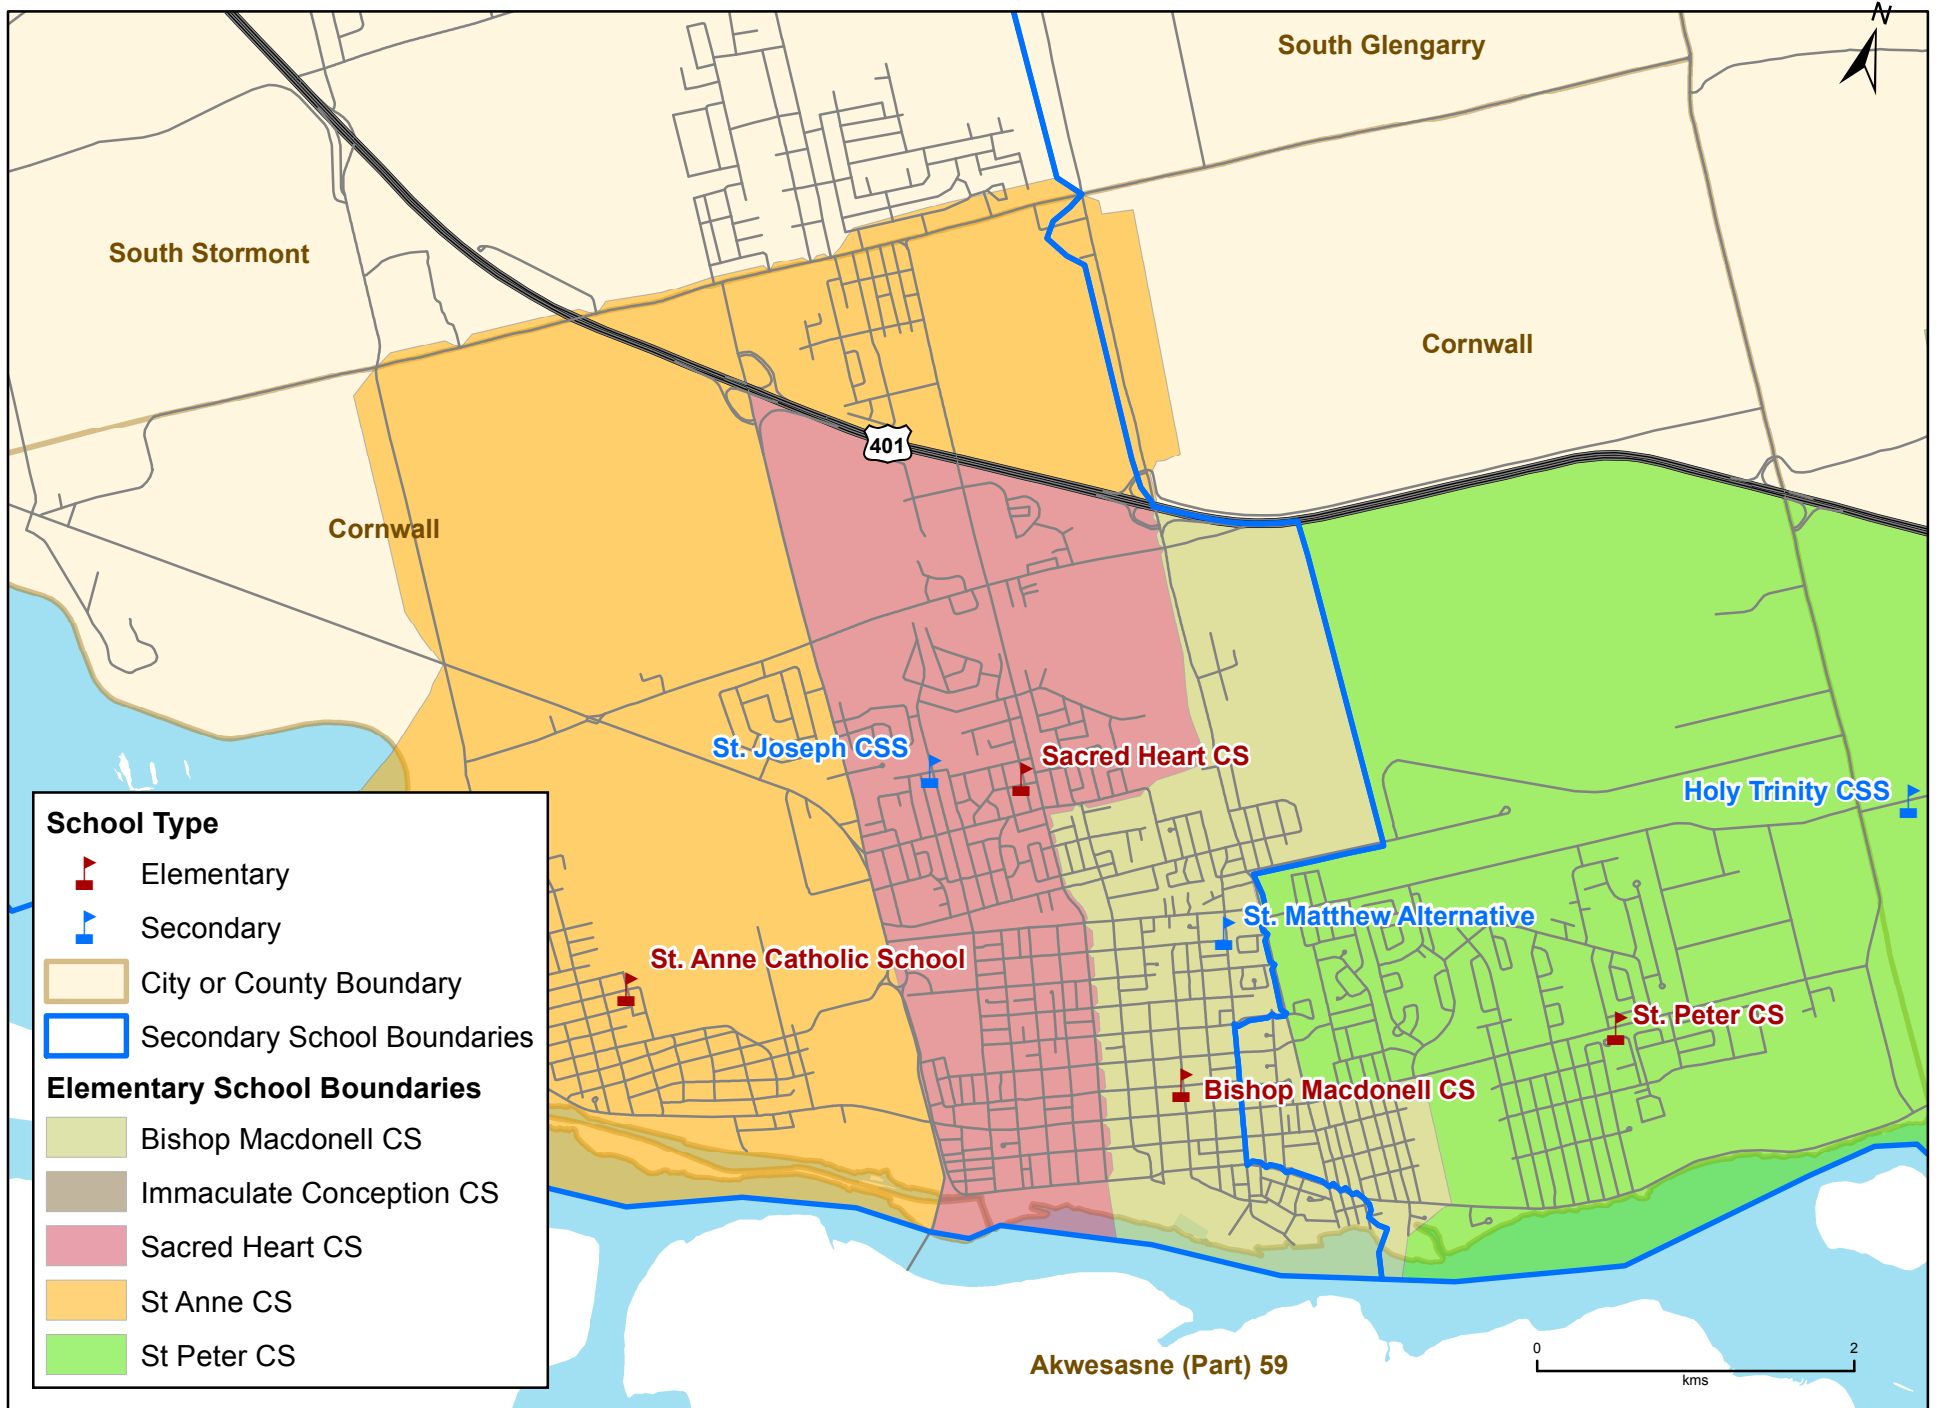 N
South Glengarry
South Stormont
Cornwall
401
Cornwall
St. Joseph CSS
Sacred Heart CS
Holy Trinity CSS
St. Matthew Alternative
St. Anne Catholic School
St. Peter CS
Bishop Macdonell CS
School Type
Elementary
Secondary
City or County Boundary
Secondary School Boundaries
Elementary School Boundaries
Bishop Macdonell CS
Immaculate Conception CS
Sacred Heart CS
St Anne CS
St Peter CS
Akwesasne (Part) 59
0 2
kms